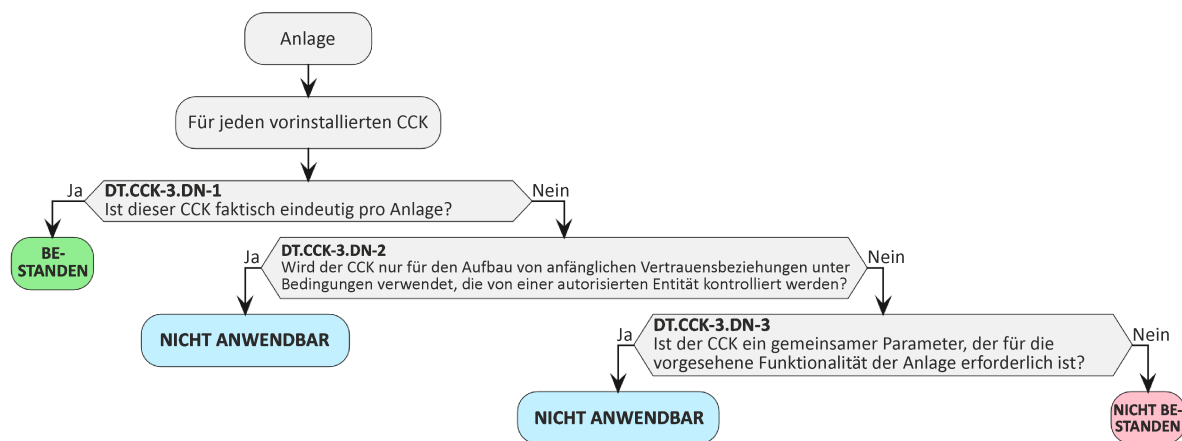 Anlage
Für jeden vorinstallierten CCK
Ja
DT.CCK-3.DN-1
Nein
Ist dieser CCK faktisch eindeutig pro Anlage?
BE-
STANDEN
Ja
DT.CCK-3.DN-2
Nein
Wird der CCK nur für den Aufbau von anfänglichen Vertrauensbeziehungen unter
Bedingungen verwendet, die von einer autorisierten Entität kontrolliert werden?
NICHT ANWENDBAR
Ja
DT.CCK-3.DN-3
Nein
Ist der CCK ein gemeinsamer Parameter, der für die
vorgesehene Funktionalität der Anlage erforderlich ist?
NICHT ANWENDBAR
NICHT BE-
STANDEN